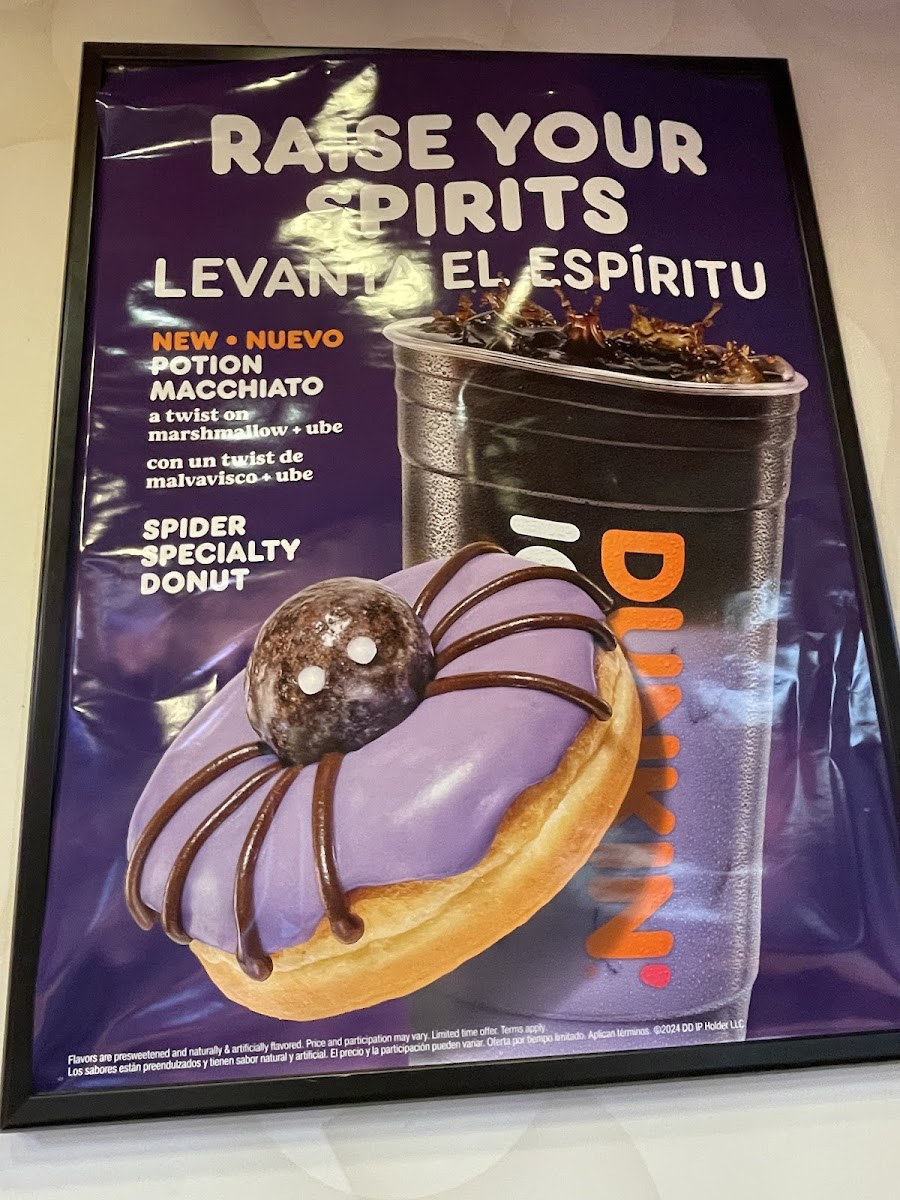 RAISE YOUR
SPIRITS
LEVANTA EL ESPÍRITU
NEW • NUEVO
POTION
MACCHIATO
a twist on
marshmallow + ube
con un twist de
malvavisco + ube
SPIDER
SPECIALTY
DONUT
DUNKIN'
Flavors are presweetened and naturally & artificially flavored. Price and participation may vary. Limited time offer. Terms apply.
Los sabores están preendulzados y tienen sabor natural y artificial. El precio y la participación pueden variar. Oferta por tiempo limitado. Aplican términos. ©2024 DD IP Holder LLC